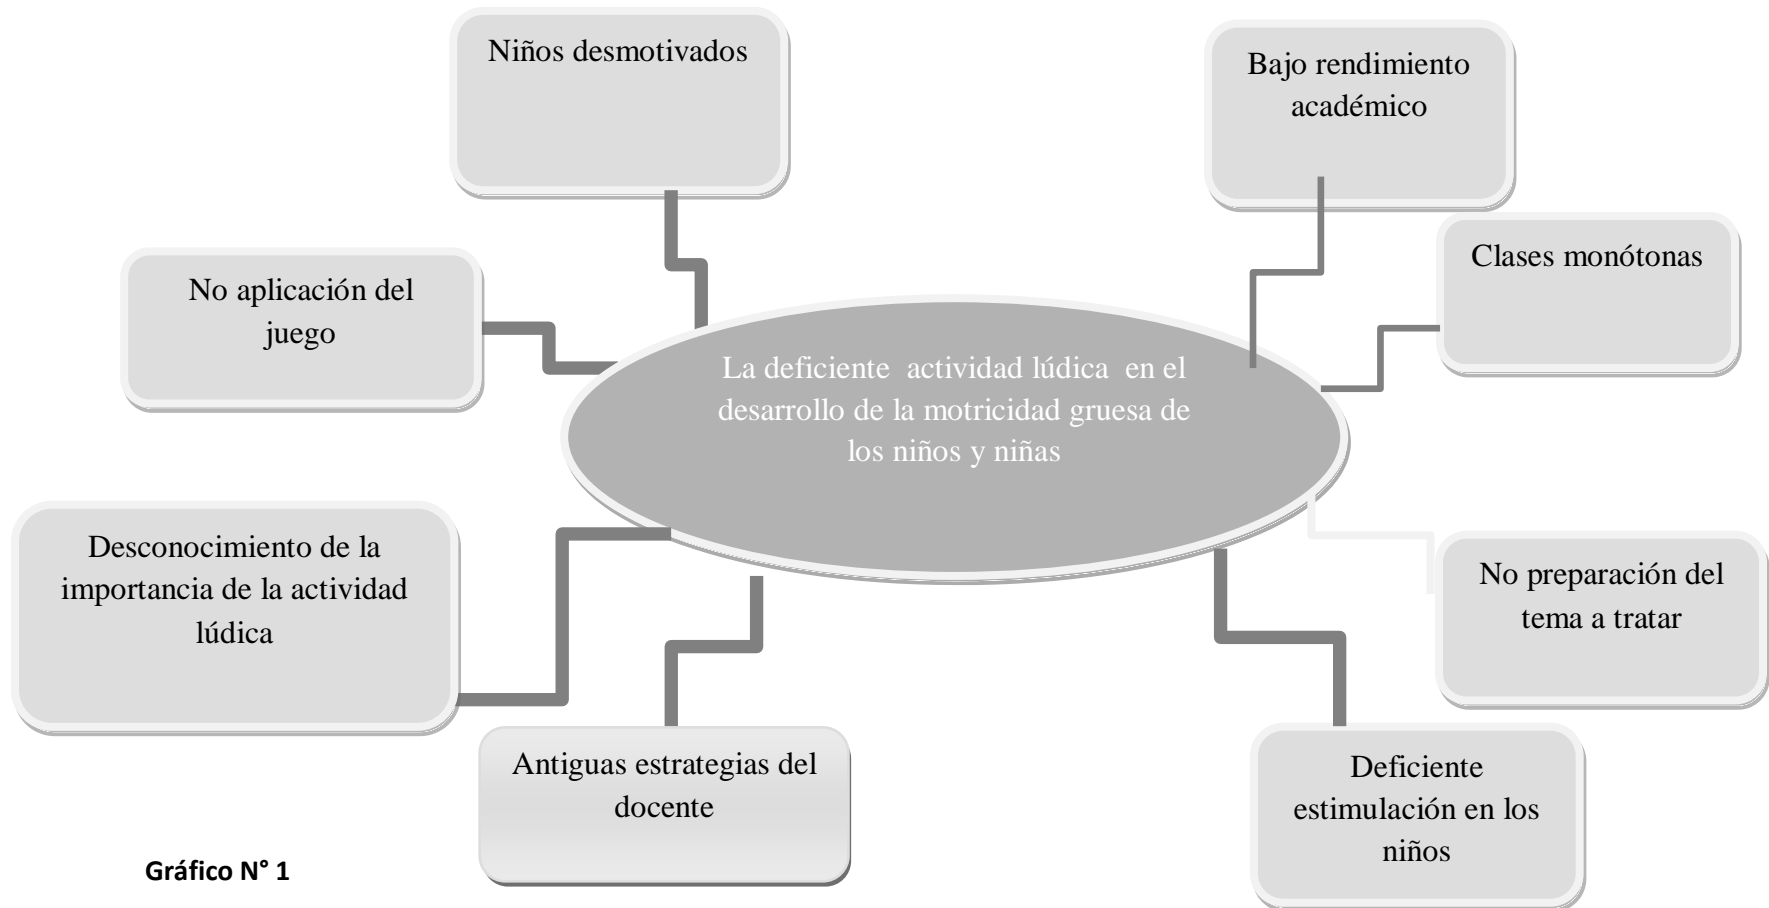 Niños desmotivados
Bajo rendimiento
académico
No aplicación del
juego
Clases monótonas
La deficiente actividad lúdica en el
desarrollo de la motricidad gruesa de
los niños y niñas
Desconocimiento de la
importancia de la actividad
lúdica
No preparación del
tema a tratar
Antiguas estrategias del
docente
Deficiente
estimulación en los
niños
Gráfico N° 1